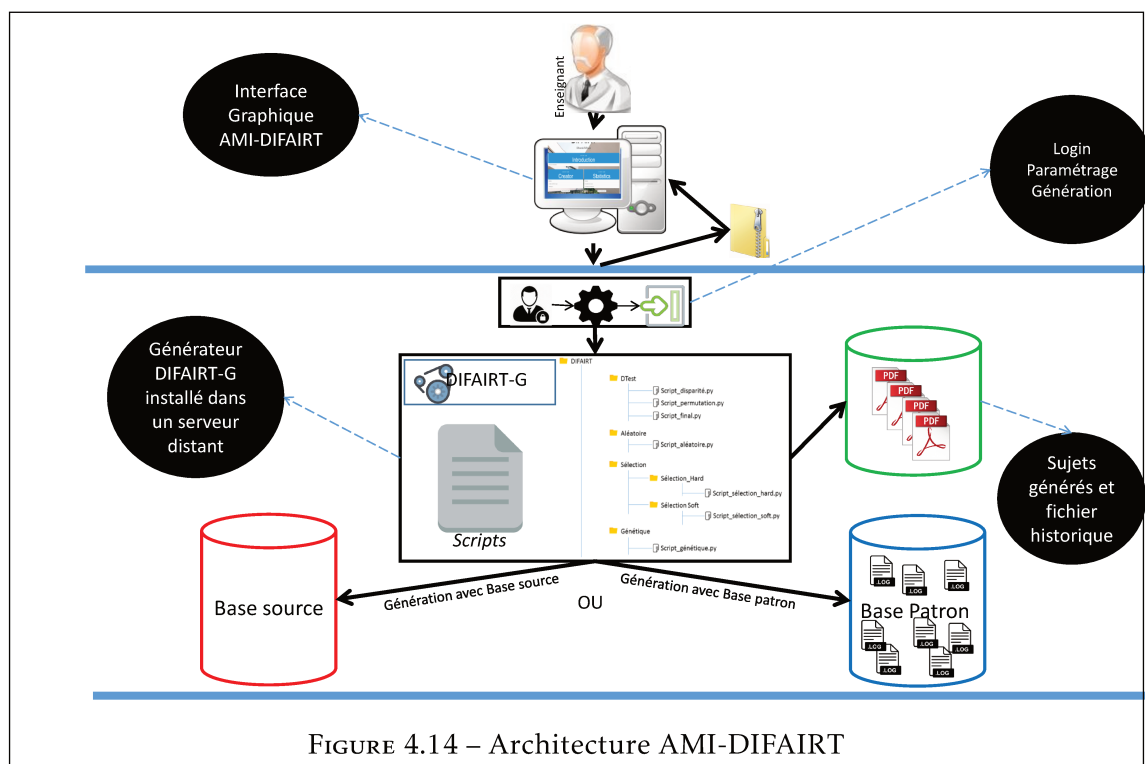 Enseignant
Interface
Graphique
AMI-DIFAIRT
Introduction
Creator
Statistics
Login
Paramétrage
Génération
Générateur
DIFAIRT-G
installé dans
un serveur
distant
DIFAIRT-G
Scripts
DIFAIRT
DTest
Script_disparité.py
Script_permutation.py
Script_final.py
Aléatoire
Script_aléatoire.py
Sélection
Sélection_Hard
Script_sélection_hard.py
Sélection Soft
Script_sélection_soft.py
Génétique
Script_génétique.py
PDF
PDF
PDF
PDF
Sujets
générés et
fichier
historique
Génération avec Base source
OU
Génération avec Base patron
Base source
Base Patron
.LOG
.LOG
.LOG
.LOG
.LOG
.LOG
.LOG
.LOG
FIGURE 4.14 – Architecture AMI-DIFAIRT